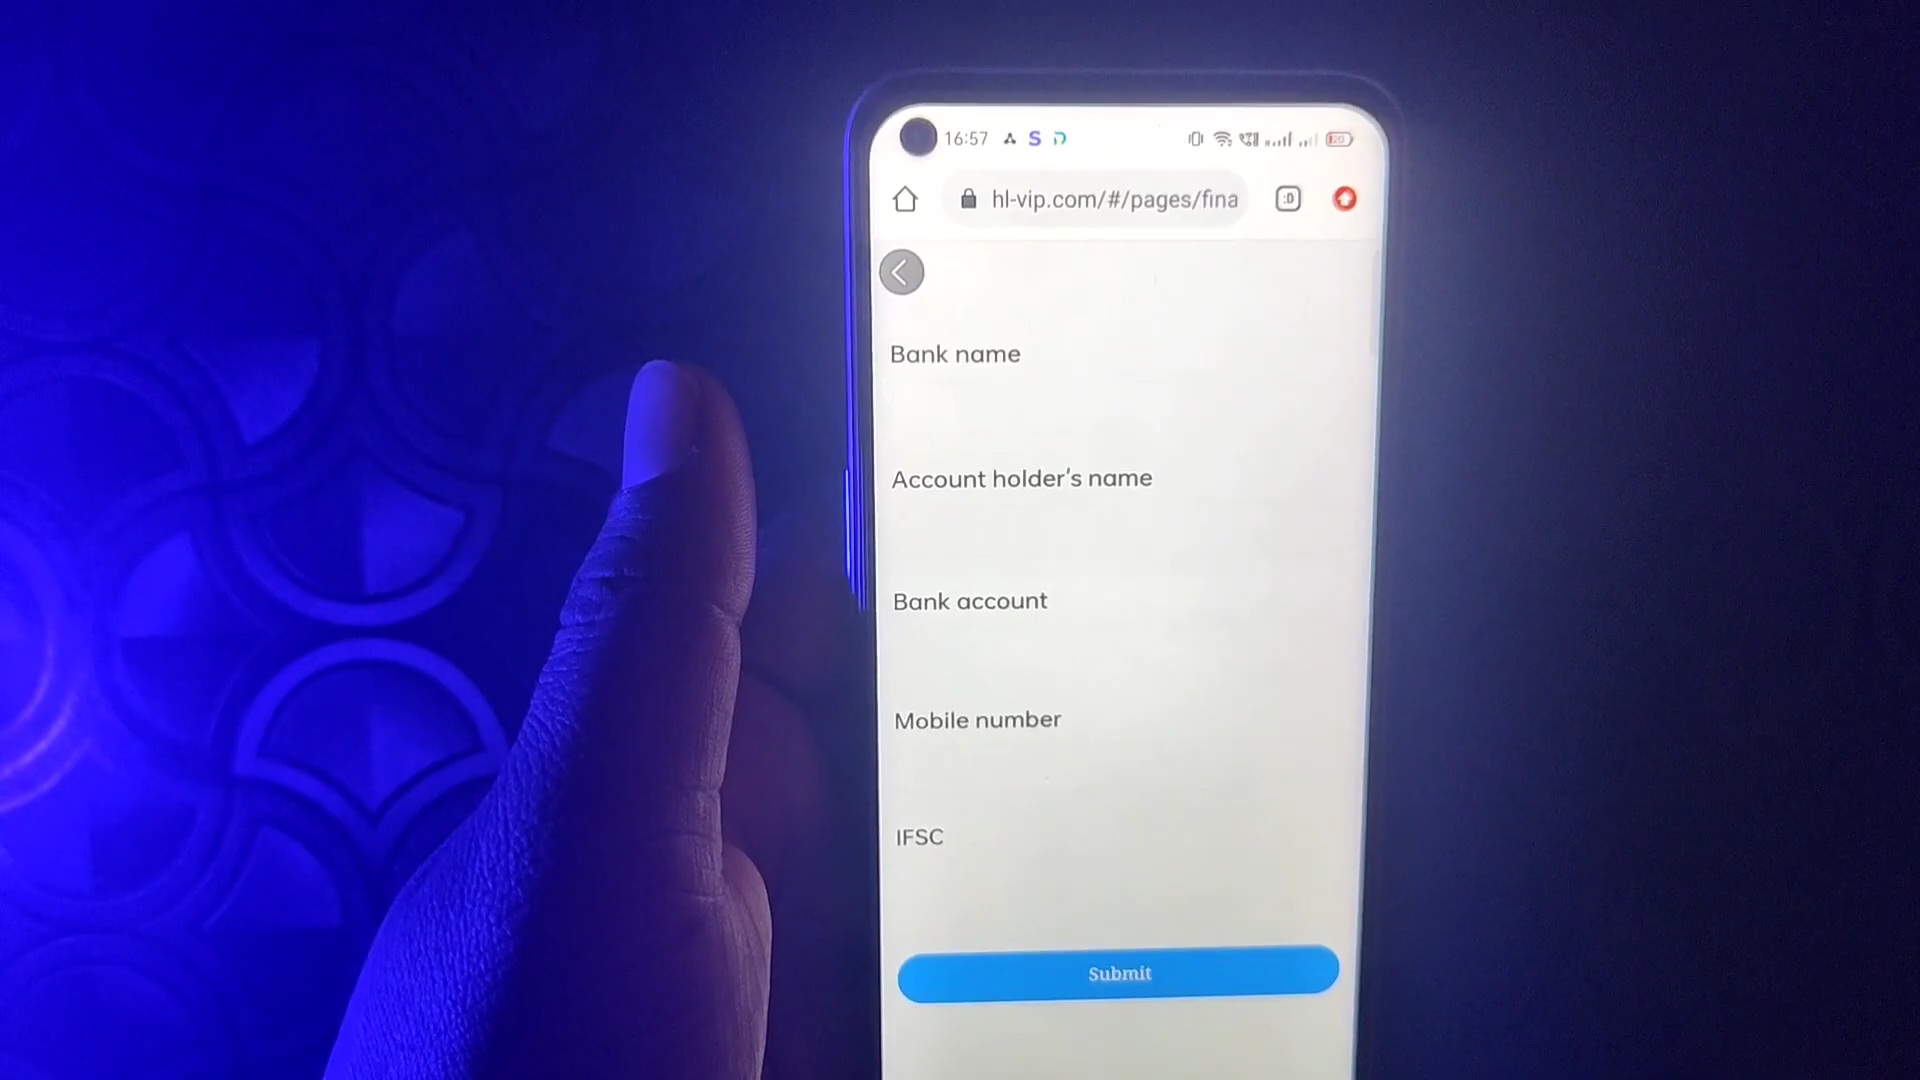 16:57 S
hl-vip.com/#/pages/fina
:D
Bank name
Account holder's name
Bank account
Mobile number
IFSC
Submit